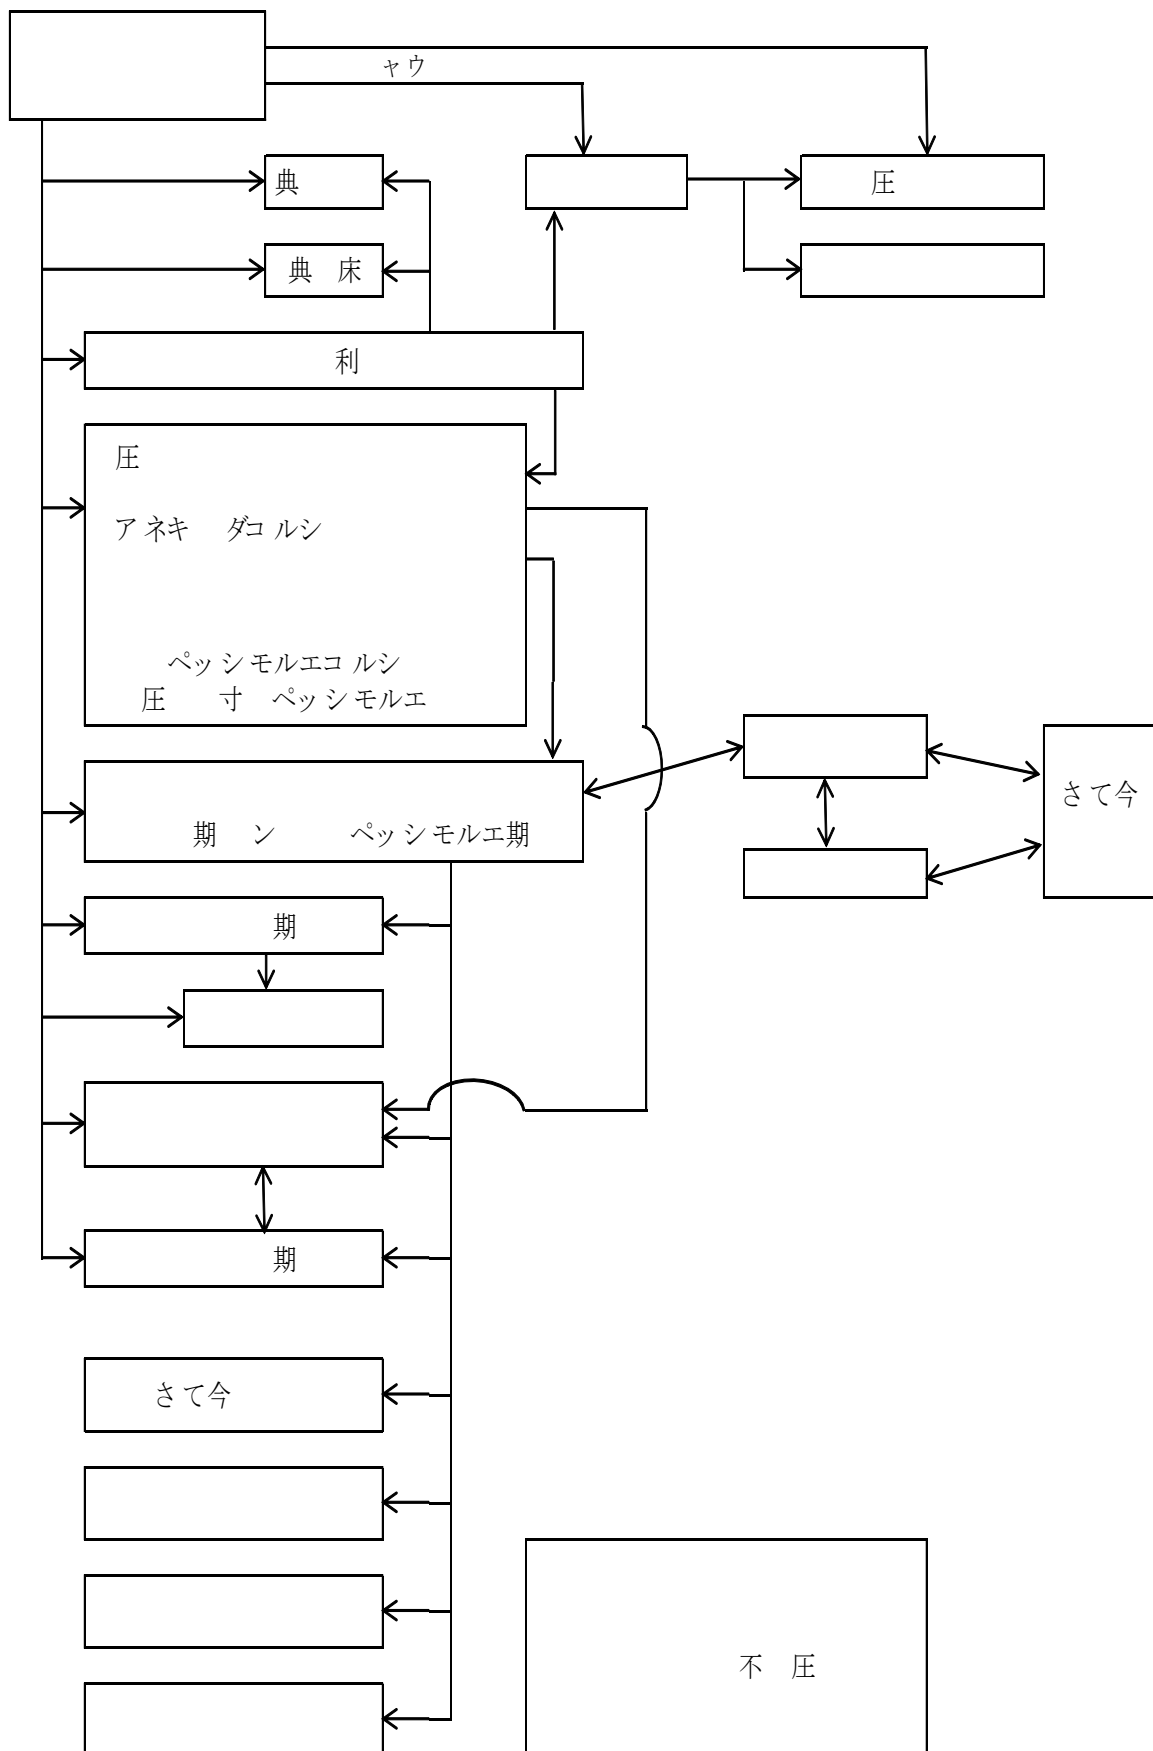 ャウ
典
圧
典 床
利
圧
アネキ ダコルシ
ペッシモルエコルシ
圧 寸 ペッシモルエ
さて今
期 ン ペッシモルエ期
期
期
さて今
不 圧